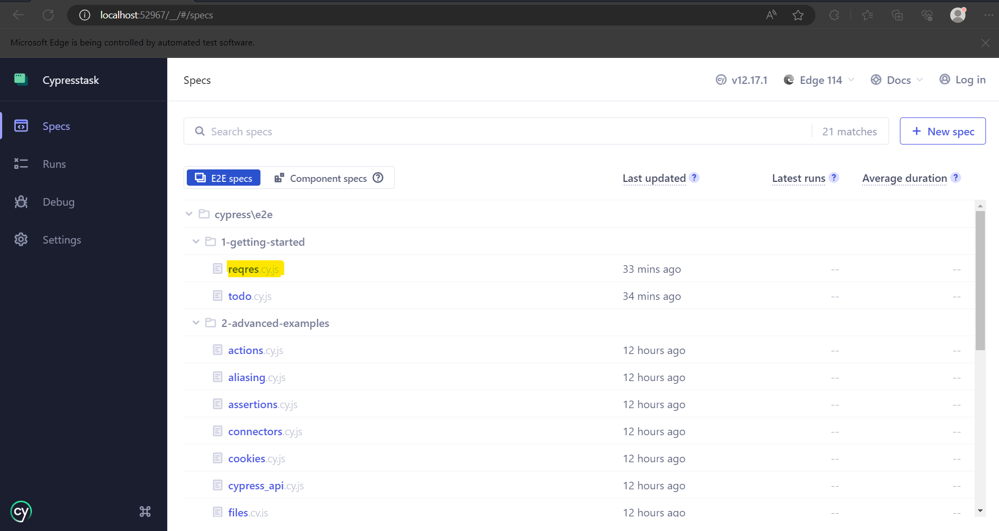 localhost:52967/__/#/specs
Microsoft Edge is being controlled by automated test software.
Cypresstask
Specs
v12.17.1
Edge 114
Docs
Log in
Specs
Runs
Debug
Settings
Search specs
21 matches
+ New spec
E2E specs
Component specs ?
Last updated ?
Latest runs ?
Average duration ?
cypress\e2e
1-getting-started
reqres.cy.js 33 mins ago -- --
todo.cy.js 34 mins ago -- --
2-advanced-examples
actions.cy.js 12 hours ago -- --
aliasing.cy.js 12 hours ago -- --
assertions.cy.js 12 hours ago -- --
connectors.cy.js 12 hours ago -- --
cookies.cy.js 12 hours ago -- --
cypress_api.cy.js 12 hours ago -- --
files.cy.js 12 hours ago -- --
cy